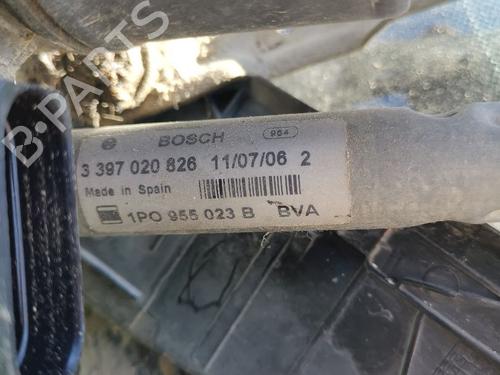 BOSCH 964
3 397 020 826 11/07/06 2
Made in Spain
1P0 955 023 B BVA
B-PARTS